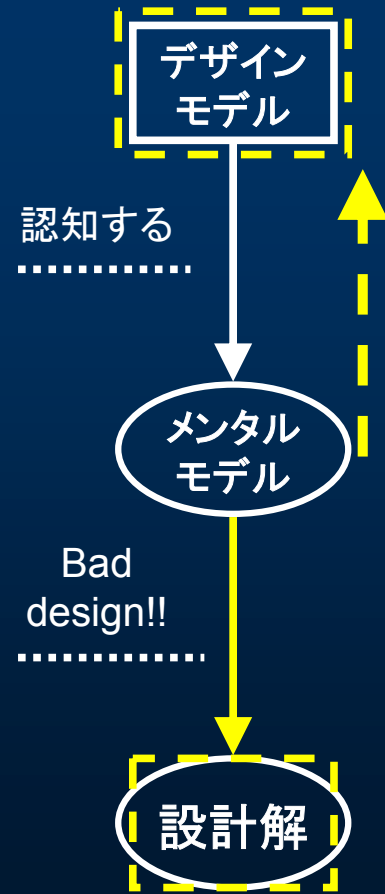 デザイン
モデル
認知する
メンタル
モデル
Bad
design!!
設計解